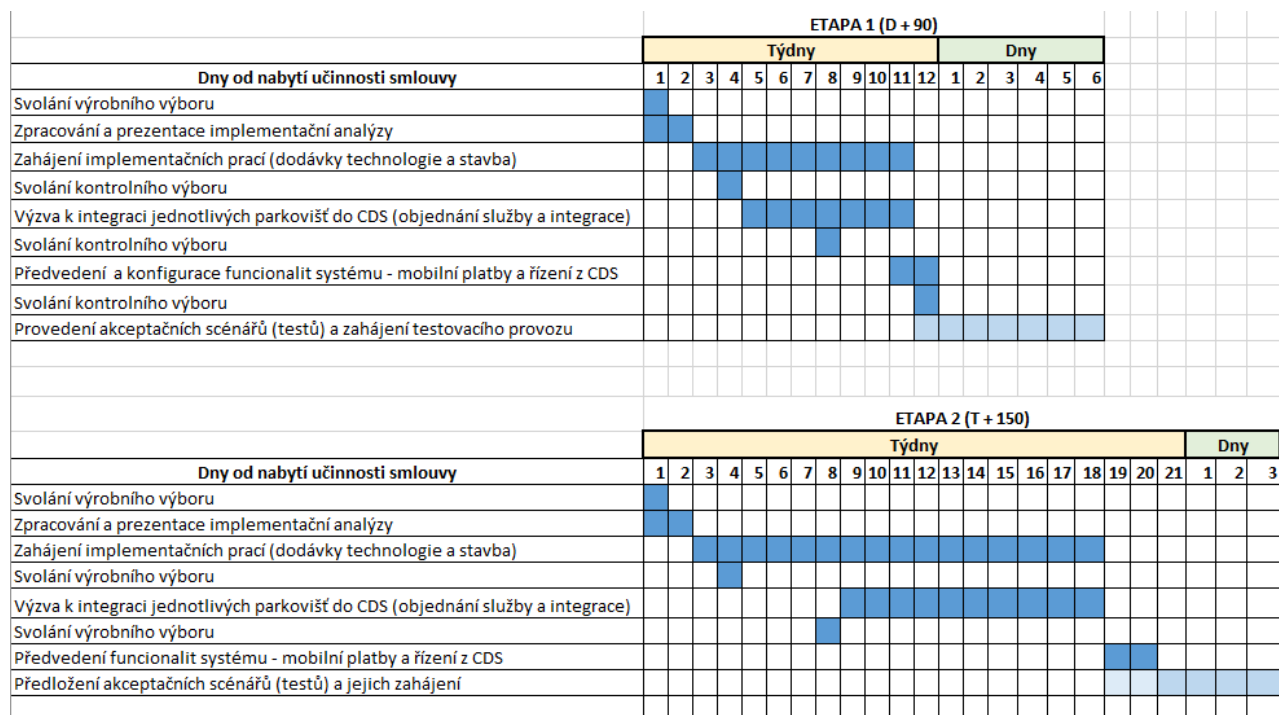 ETAPA 1 (D + 90)
Týdny Dny
Dny od nabytí učinnosti smlouvy 1 2 3 4 5 6 7 8 9 10 11 12 1 2 3 4 5 6
Svolání výrobního výboru
Zpracování a prezentace implementační analýzy
Zahájení implementačních prací (dodávky technologie a stavba)
Svolání kontrolního výboru
Výzva k integraci jednotlivých parkovišť do CDS (objednání služby a integrace)
Svolání kontrolního výboru
Předvedení a konfigurace funcionalit systému - mobilní platby a řízení z CDS
Svolání kontrolního výboru
Provedení akceptačních scénářů (testů) a zahájení testovacího provozu
ETAPA 2 (T + 150)
Týdny Dny
Dny od nabytí učinnosti smlouvy 1 2 3 4 5 6 7 8 9 10 11 12 13 14 15 16 17 18 19 20 21 1 2 3
Svolání výrobního výboru
Zpracování a prezentace implementační analýzy
Zahájení implementačních prací (dodávky technologie a stavba)
Svolání výrobního výboru
Výzva k integraci jednotlivých parkovišť do CDS (objednání služby a integrace)
Svolání výrobního výboru
Předvedení funcionalit systému - mobilní platby a řízení z CDS
Předložení akceptačních scénářů (testů) a jejich zahájení